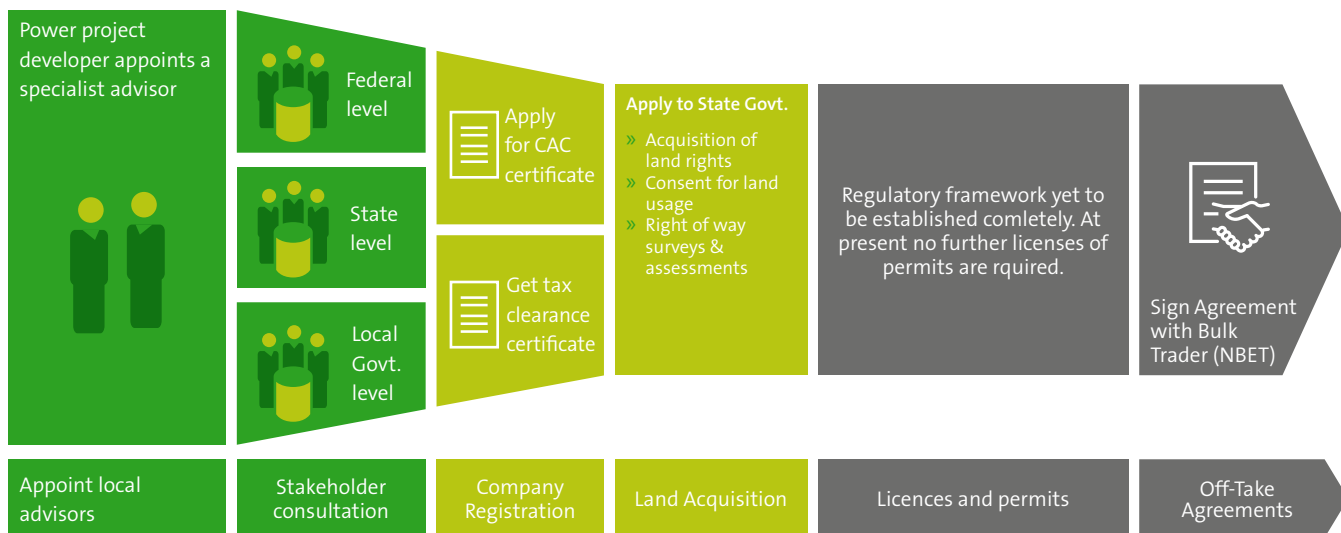 Power project
developer appoints a
specialist advisor
Federal
level
State
level
Local
Govt.
level
Apply
for CAC
certificate
Get tax
clearance
certificate
Apply to State Govt.
» Acquisition of
land rights
» Consent for land
usage
» Right of way
surveys &
assessments
Regulatory framework yet to
be established comletely. At
present no further licenses of
permits are rquired.
Sign Agreement
with Bulk
Trader (NBET)
Appoint local
advisors
Stakeholder
consultation
Company
Registration
Land Acquisition
Licences and permits
Off-Take
Agreements